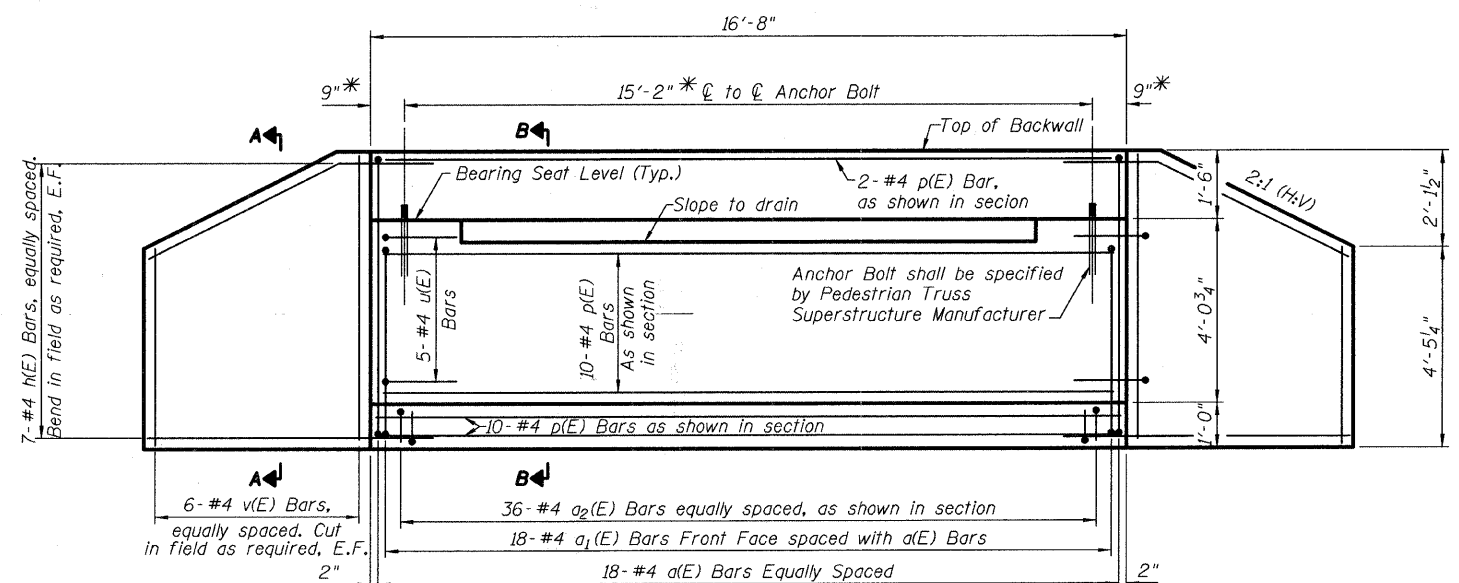 16'-8"
9"*
15'-2" * ℄ to ℄ Anchor Bolt
9"*
A
B
Top of Backwall
Bearing Seat Level (Typ.)
2-#4 p(E) Bar,
as shown in secion
Slope to drain
2:1 (H:V)
1'-6"
2'-1½"
7-#4 h(E) Bars, equally spaced.
Bend in field as required, E.F.
5-#4 u(E)
Bars
10-#4 p(E)
Bars
As shown
in section
Anchor Bolt shall be specified
by Pedestrian Truss
Superstructure Manufacturer
4'-0¾"
4'-5¼"
10-#4 p(E) Bars as shown in section
1'-0"
A
B
6-#4 v(E) Bars,
equally spaced. Cut
in field as required, E.F.
36-#4 a₂(E) Bars equally spaced, as shown in section
18-#4 a₁(E) Bars Front Face spaced with a(E) Bars
2"
18-#4 a(E) Bars Equally Spaced
2"